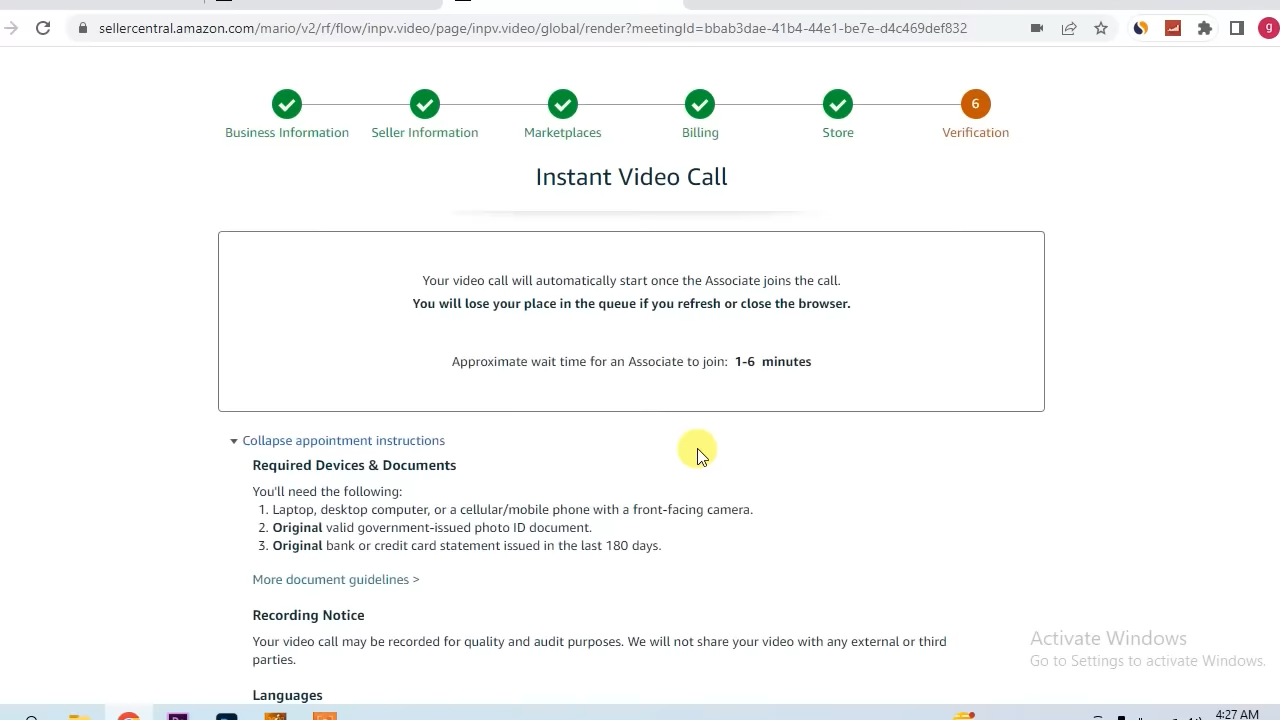 sellercentral.amazon.com/mario/v2/rf/flow/inpv.video/page/inpv.video/global/render?meetingId=bbab3dae-41b4-44e1-be7e-d4d469def832
g
6
Business Information
Seller Information
Marketplaces
Billing
Store
Verification
Instant Video Call
Your video call will automatically start once the Associate joins the call.
You will lose your place in the queue if you refresh or close the browser.
Approximate wait time for an Associate to join: 1-6 minutes
Collapse appointment instructions
Required Devices & Documents
You'll need the following:
1. Laptop, desktop computer, or a cellular/mobile phone with a front-facing camera.
2. Original valid government-issued photo ID document.
3. Original bank or credit card statement issued in the last 180 days.
More document guidelines >
Recording Notice
Your video call may be recorded for quality and audit purposes. We will not share your video with any external or third
parties.
Activate Windows
Go to Settings to activate Windows.
Languages
4:27 AM